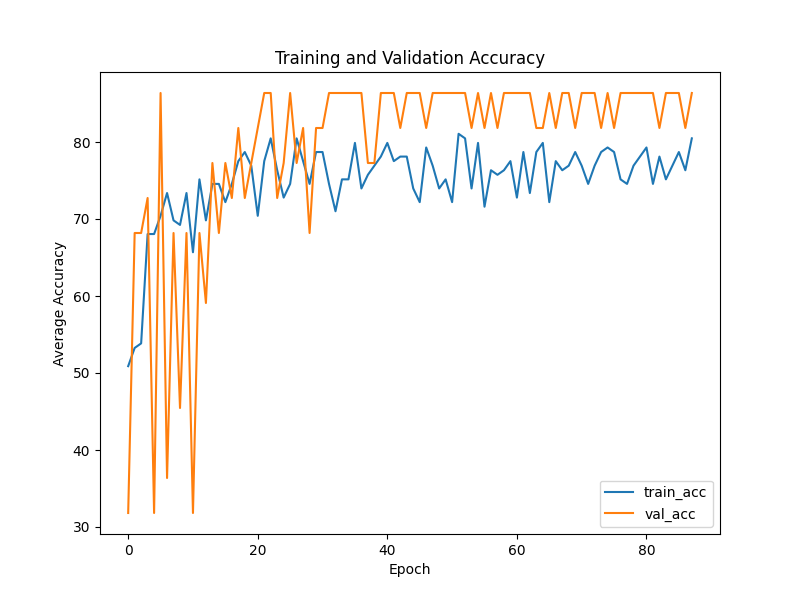 Training and Validation Accuracy
Average Accuracy
80
70
60
50
40
30
0 20 40 60 80
Epoch
train_acc
val_acc